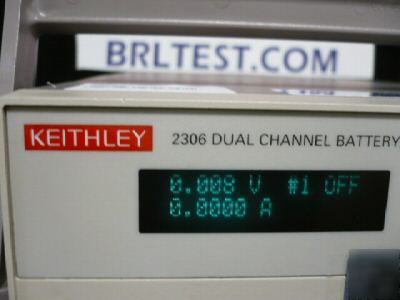 BRLTEST.COM
KEITHLEY 2306 DUAL CHANNEL BATTERY
0.008 V #1 OFF
0.0000 A